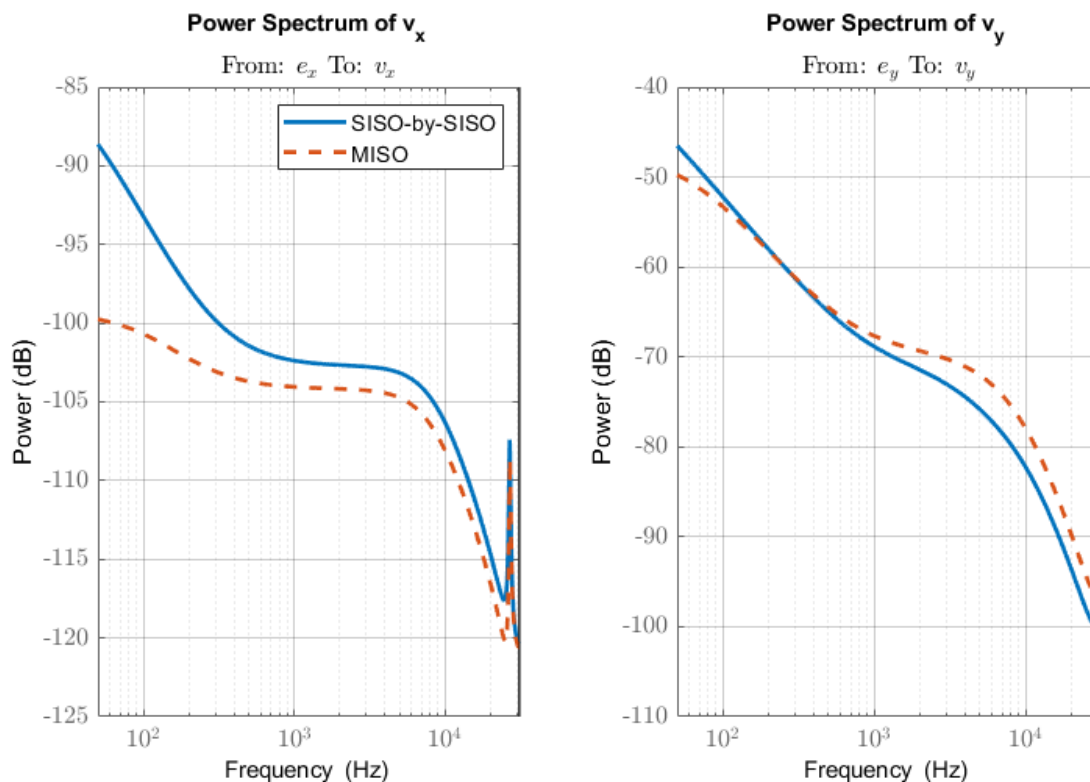 Power Spectrum of v_x
From: e_x To: v_x
-85
-90
-95
-100
-105
-110
-115
-120
-125
Power (dB)
SISO-by-SISO
MISO
10^2
10^3
10^4
Frequency (Hz)
Power Spectrum of v_y
From: e_y To: v_y
-40
-50
-60
-70
-80
-90
-100
-110
Power (dB)
10^2
10^3
10^4
Frequency (Hz)